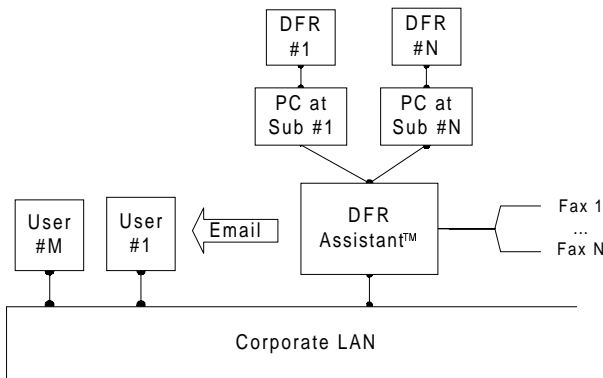 DFR
#1
DFR
#N
PC at
Sub #1
PC at
Sub #N
User
#M
User
#1
Email
DFR
Assistant™
Fax 1
...
Fax N
Corporate LAN